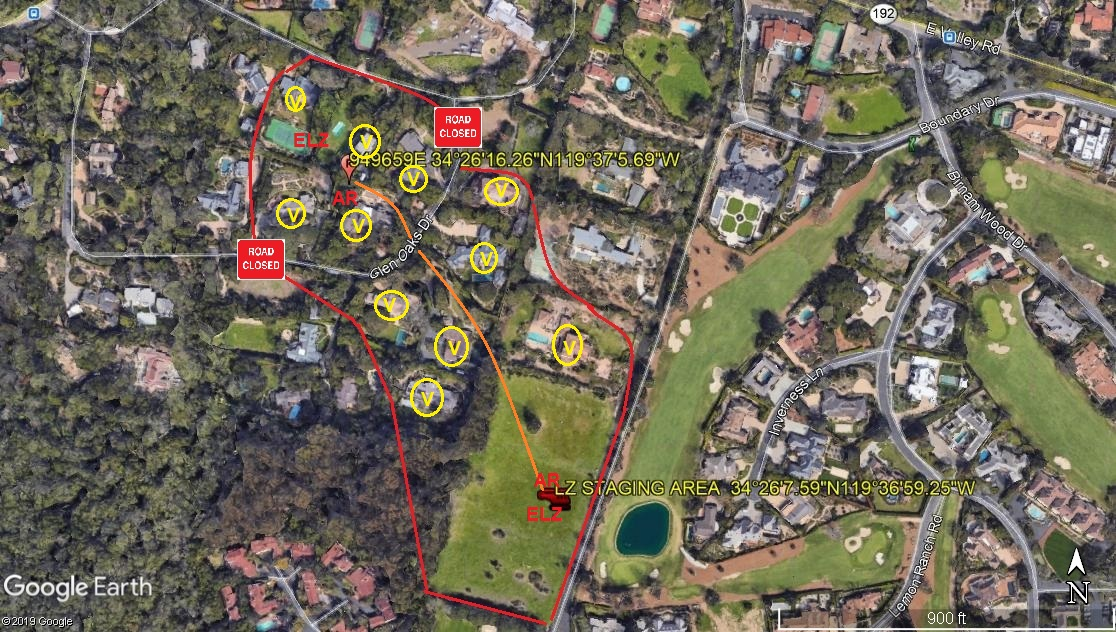 192
E Valley Rd
Boundary Dr
V
ROAD
CLOSED
ELZ
V
949659E 34°26'16.26"N119°37'5.69"W
V
V
AR
Birnam Wood Dr
V
V
Glen Oaks Dr
ROAD
CLOSED
V
V
V
V
Inverness Ln
V
AR
LZ STAGING AREA 34°26'7.59"N119°36'59.25"W
ELZ
Lemon Ranch Rd
Google Earth
N
©2019 Google
900 ft